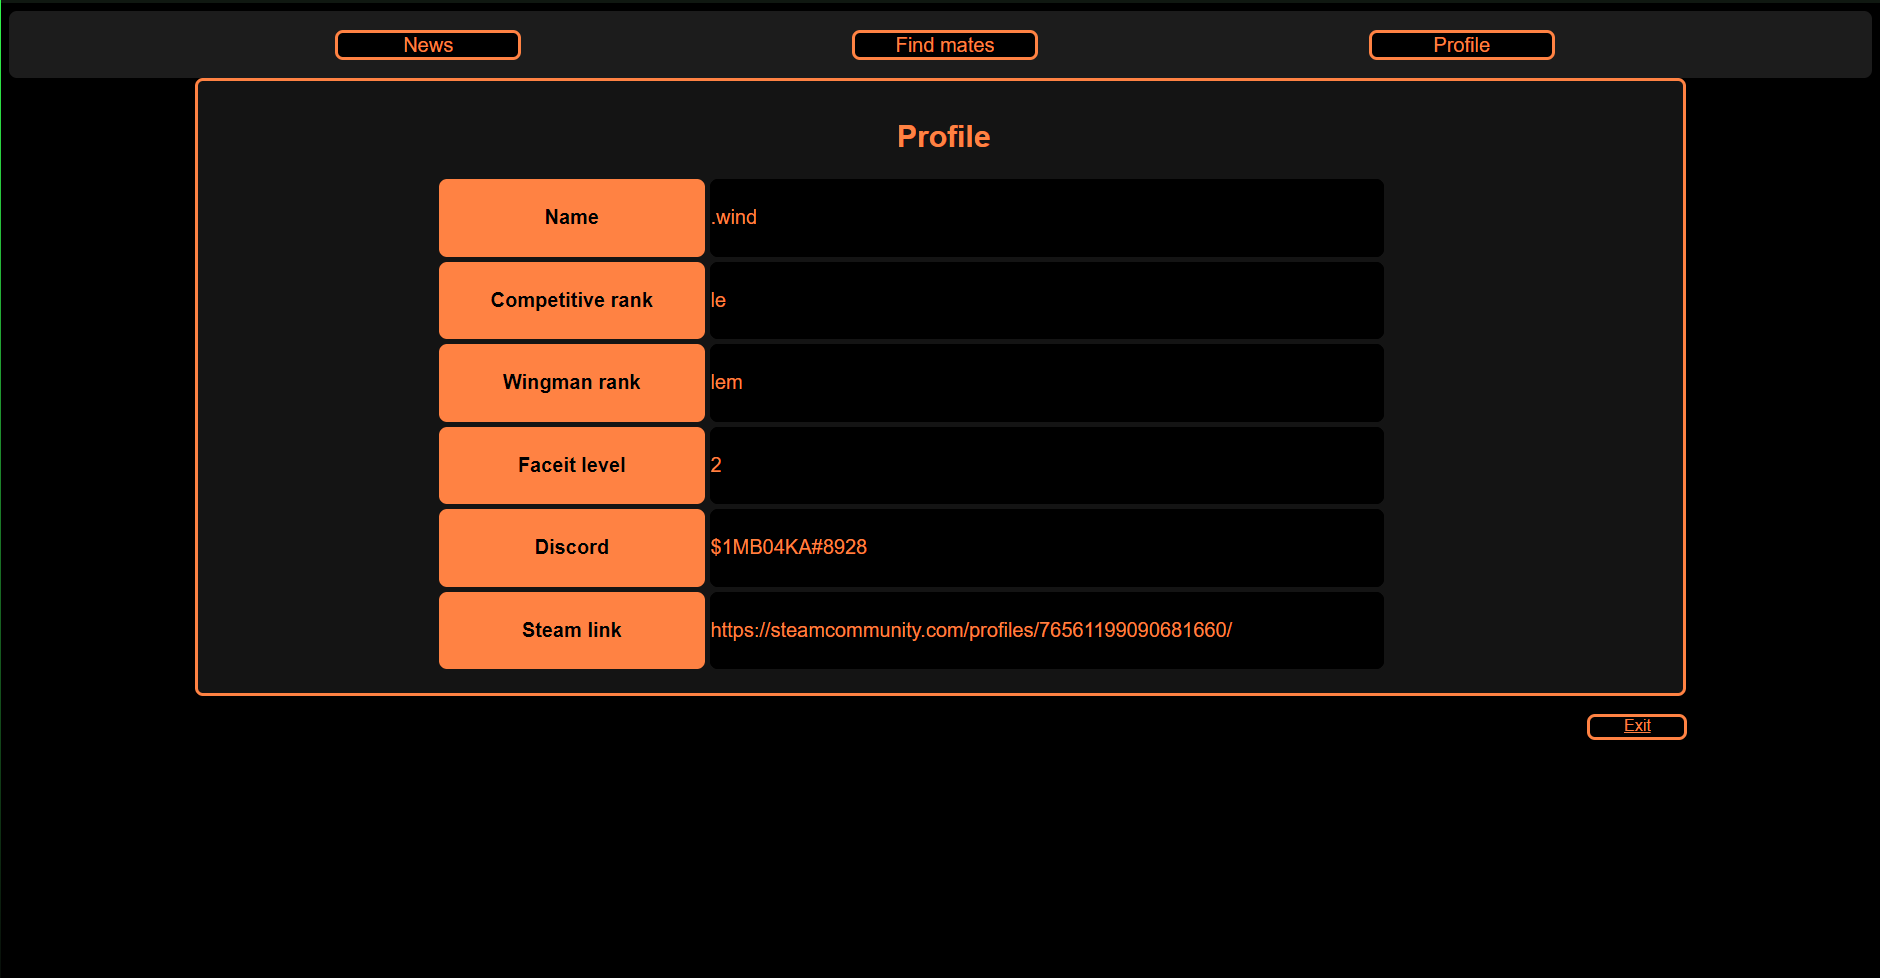 News Find mates Profile
Profile
Name .wind
Competitive rank le
Wingman rank lem
Faceit level 2
Discord $1MB04KA#8928
Steam link https://steamcommunity.com/profiles/76561199090681660/
Exit